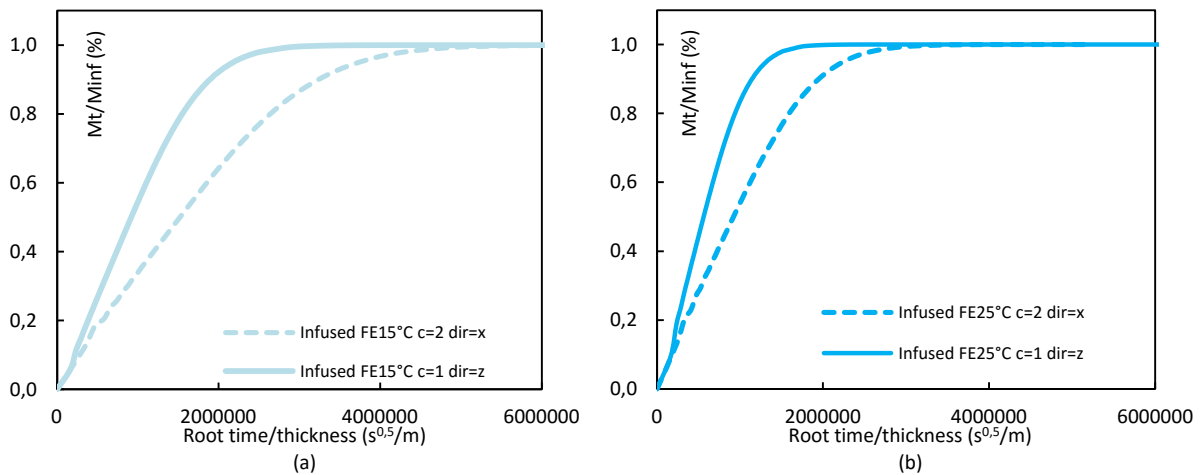 1,0
0,8
0,6
0,4
0,2
0,0
Mt/Minf (%)
Infused FE15°C c=2 dir=x
Infused FE15°C c=1 dir=z
0 2000000 4000000 6000000
Root time/thickness (s0,5/m)
(a)
1,0
0,8
0,6
0,4
0,2
0,0
Mt/Minf (%)
Infused FE25°C c=2 dir=x
Infused FE25°C c=1 dir=z
0 2000000 4000000 6000000
Root time/thickness (s0,5/m)
(b)